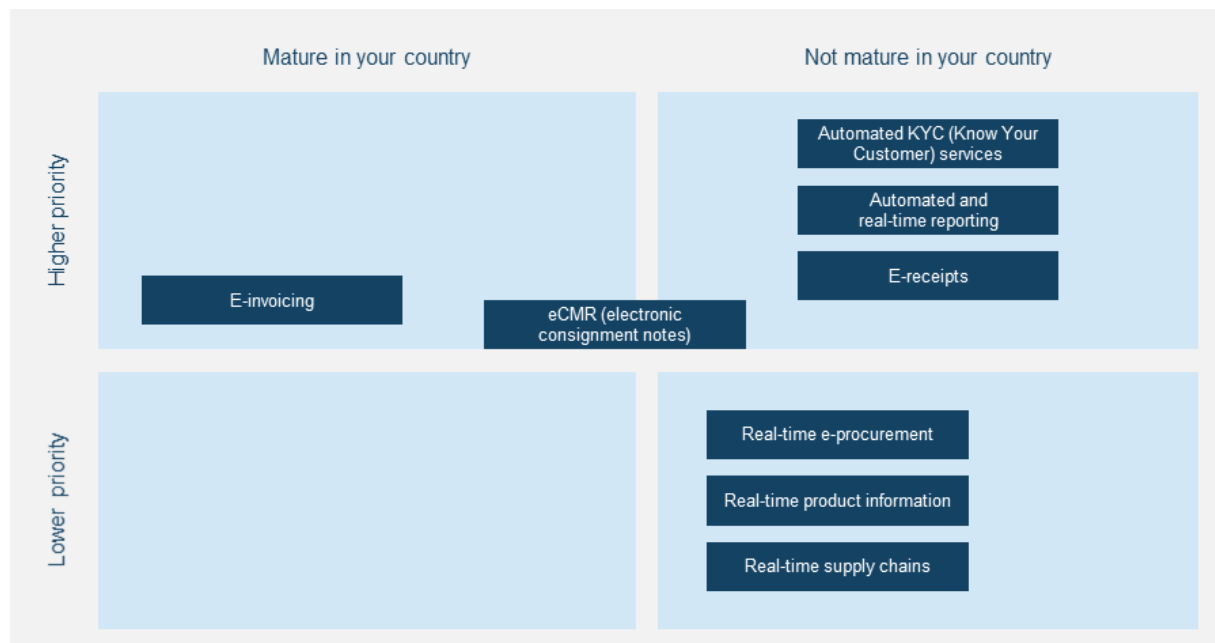 Mature in your country
Not mature in your country
Higher priority
Automated KYC (Know Your
Customer) services
Automated and
real-time reporting
E-receipts
E-invoicing
eCMR (electronic
consignment notes)
Lower priority
Real-time e-procurement
Real-time product information
Real-time supply chains